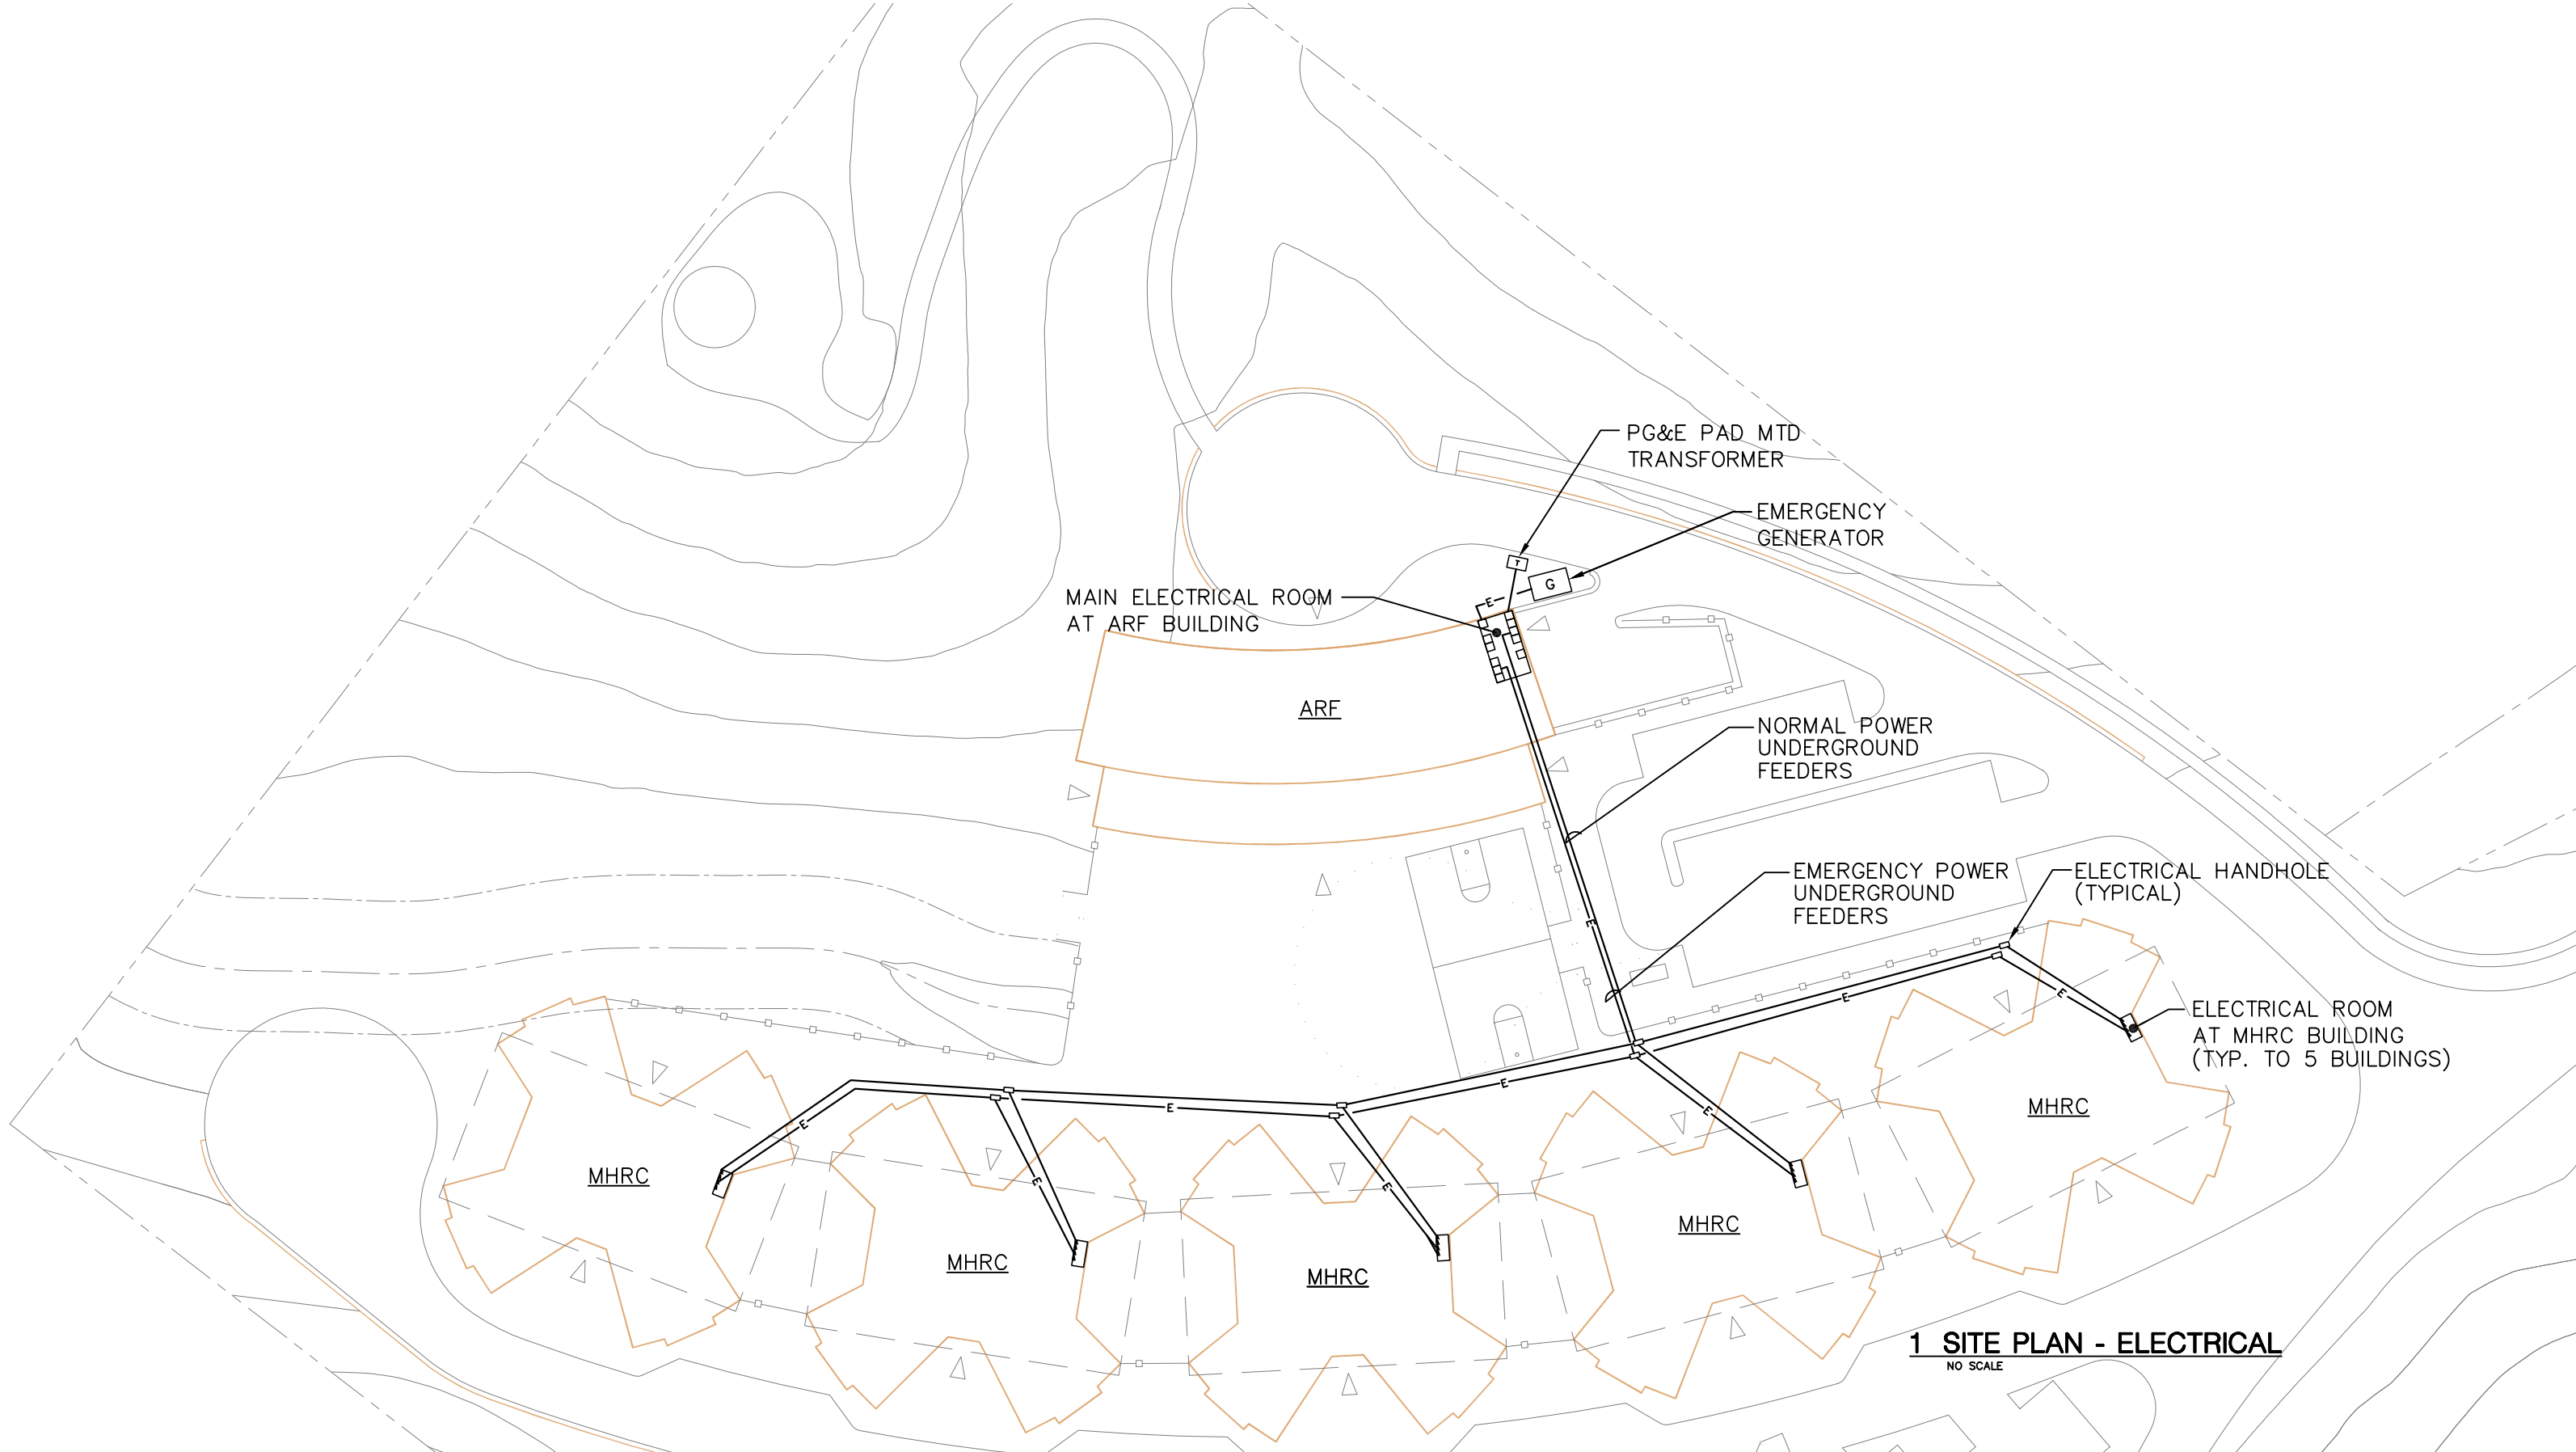 PG&E PAD MTD
TRANSFORMER
EMERGENCY
GENERATOR
T
G
E
MAIN ELECTRICAL ROOM
AT ARF BUILDING
ARF
NORMAL POWER
UNDERGROUND
FEEDERS
EMERGENCY POWER
UNDERGROUND
FEEDERS
ELECTRICAL HANDHOLE
(TYPICAL)
E
E
E
ELECTRICAL ROOM
AT MHRC BUILDING
(TYP. TO 5 BUILDINGS)
E
E
E
E
E
E
MHRC
MHRC
MHRC
MHRC
MHRC
1 SITE PLAN - ELECTRICAL
NO SCALE
E